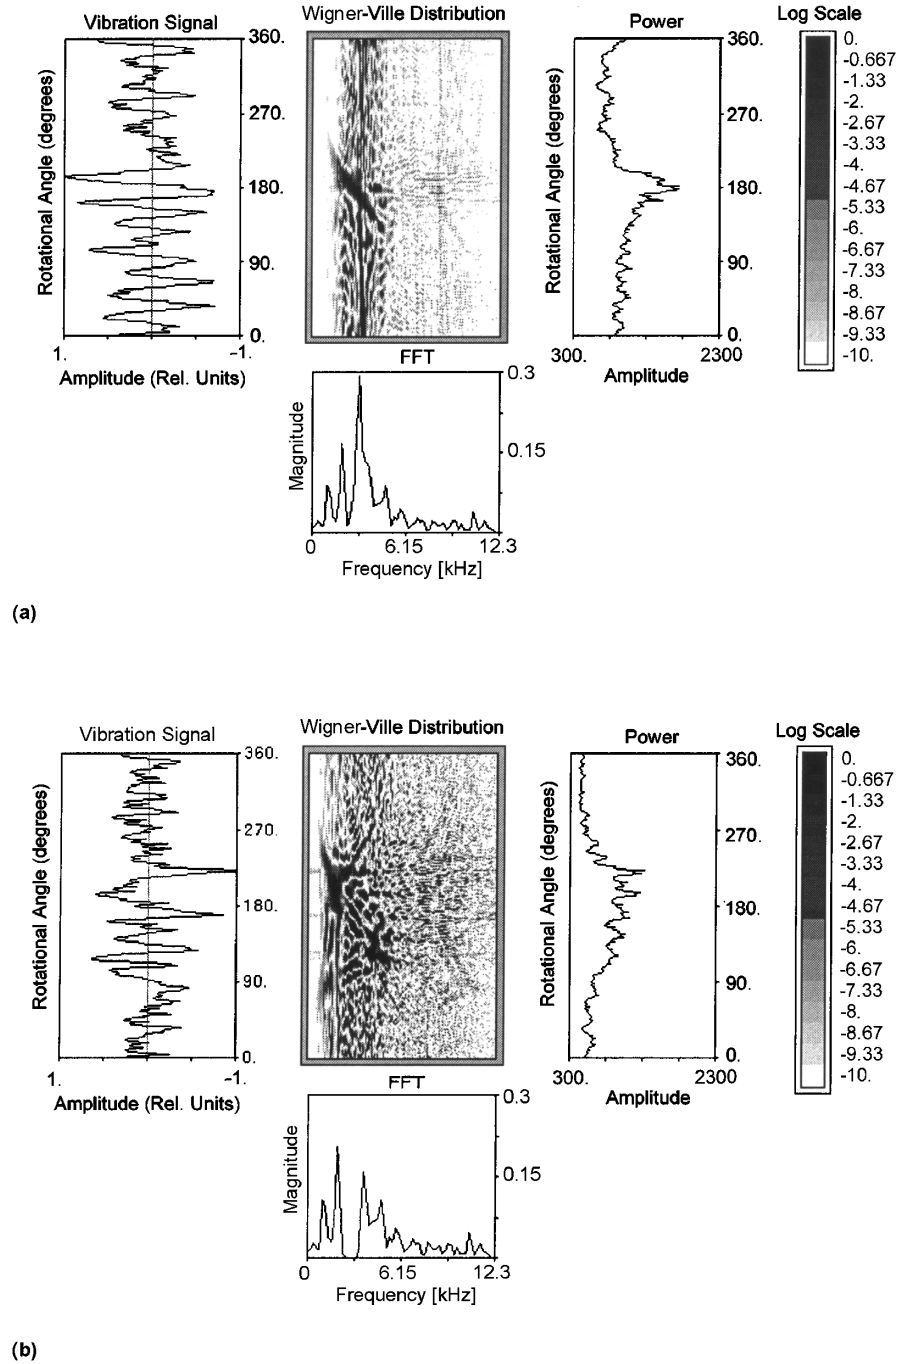 Vibration Signal
Wigner-Ville Distribution
Power
Log Scale
Rotational Angle (degrees)
360.
270.
180.
90.
0.
1.
-1.
Amplitude (Rel. Units)
Rotational Angle (degrees)
360.
270.
180.
90.
0.
300.
2300
Amplitude
0.
-0.667
-1.33
-2.
-2.67
-3.33
-4.
-4.67
-5.33
-6.
-6.67
-7.33
-8.
-8.67
-9.33
-10.
FFT
Magnitude
0.3
0.15
0
6.15
12.3
Frequency [kHz]
(a)
Vibration Signal
Wigner-Ville Distribution
Power
Log Scale
Rotational Angle (degrees)
360.
270.
180.
90.
0.
1.
-1.
Amplitude (Rel. Units)
Rotational Angle (degrees)
360.
270.
180.
90.
0.
300.
2300
Amplitude
0.
-0.667
-1.33
-2.
-2.67
-3.33
-4.
-4.67
-5.33
-6.
-6.67
-7.33
-8.
-8.67
-9.33
-10.
FFT
Magnitude
0.3
0.15
0
6.15
12.3
Frequency [kHz]
(b)